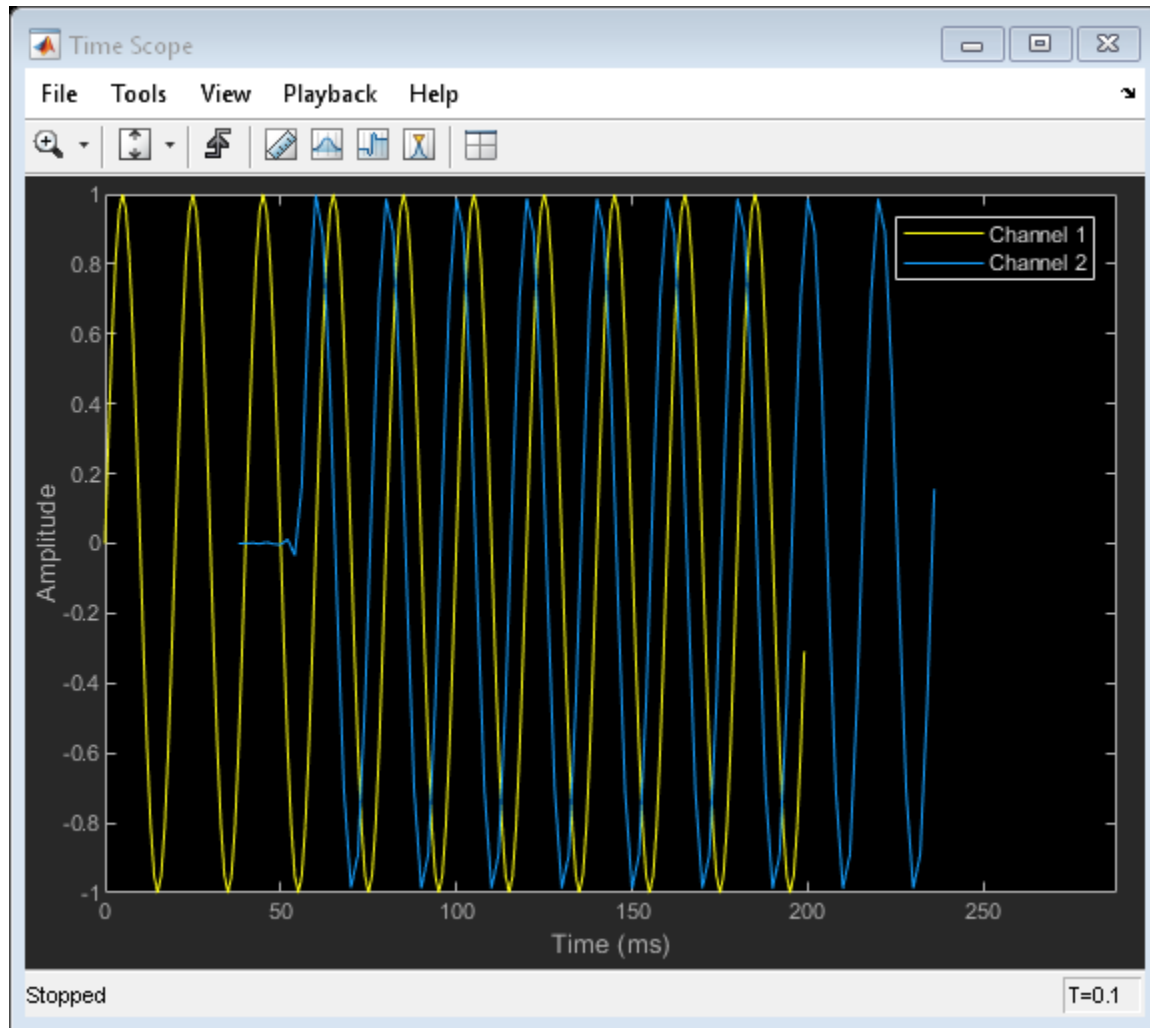 Time Scope
File Tools View Playback Help
1
0.8
0.6
0.4
0.2
0
-0.2
-0.4
-0.6
-0.8
-1
Amplitude
Channel 1
Channel 2
0 50 100 150 200 250
Time (ms)
Stopped T=0.1